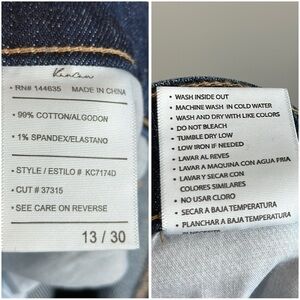 KanCan
• RN# 144635 MADE IN CHINA
• 99% COTTON/ALGODON
• 1% SPANDEX/ELASTANO
• STYLE / ESTILO # KC7174D
• CUT # 37315
• SEE CARE ON REVERSE
13 / 30
• WASH INSIDE OUT
• MACHINE WASH IN COLD WATER
• WASH AND DRY WITH LIKE COLORS
• DO NOT BLEACH
• TUMBLE DRY LOW
• LOW IRON IF NEEDED
• LAVAR AL REVES
• LAVAR A MAQUINA CON AGUA FRIA
• LAVAR Y SECAR CON
COLORES SIMILARES
• NO USAR CLORO
• SECAR A BAJA TEMPERATURA
• PLANCHAR A BAJA TEMPERATURA